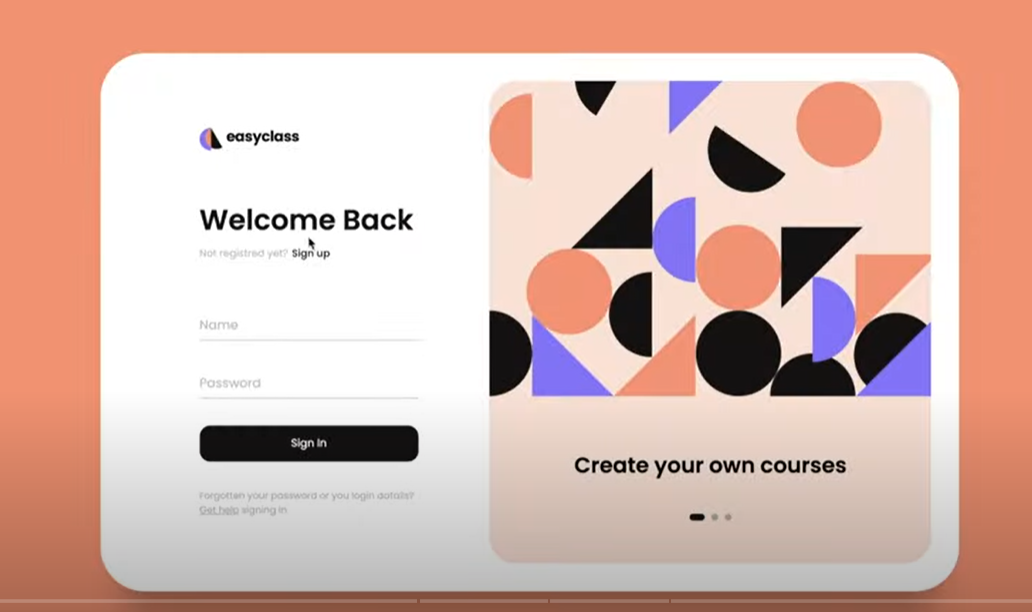 easyclass
Welcome Back
Not registred yet? Sign up
Name
Password
Sign In
Forgotten your password or you login datails?
Get help signing in
Create your own courses